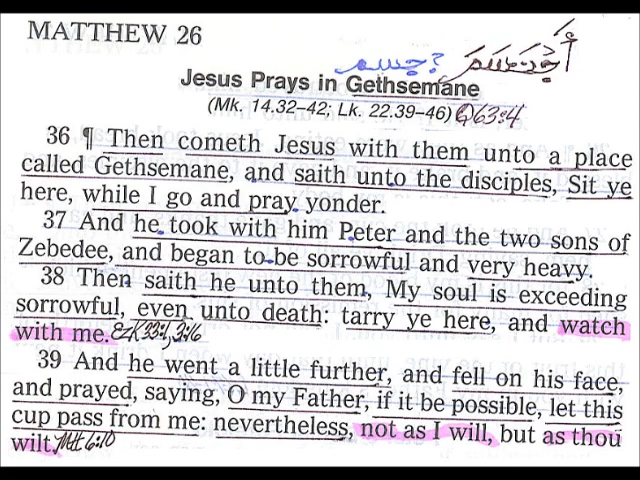 MATTHEW 26
Jesus Prays in Gethsemane
(Mk. 14.32–42; Lk. 22.39–46) Q63:4
36 ¶ Then cometh Jesus with them unto a place
called Gethsemane, and saith unto the disciples, Sit ye
here, while I go and pray yonder.
37 And he took with him Peter and the two sons of
Zebedee, and began to be sorrowful and very heavy.
38 Then saith he unto them, My soul is exceeding
sorrowful, even unto death: tarry ye here, and watch
with me.
39 And he went a little further, and fell on his face,
and prayed, saying, O my Father, if it be possible, let this
cup pass from me: nevertheless, not as I will, but as thou
wilt. Mtt 6:10